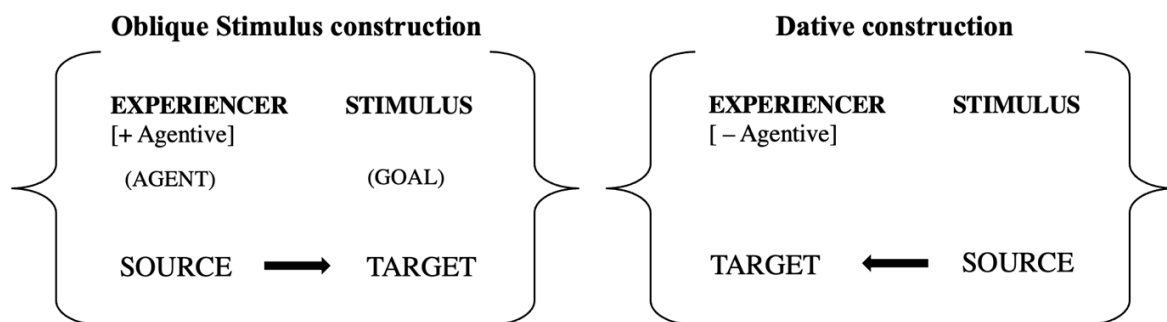 Oblique Stimulus construction
EXPERIENCER STIMULUS
[+ Agentive]
(AGENT) (GOAL)
SOURCE TARGET
Dative construction
EXPERIENCER STIMULUS
[ – Agentive]
TARGET SOURCE